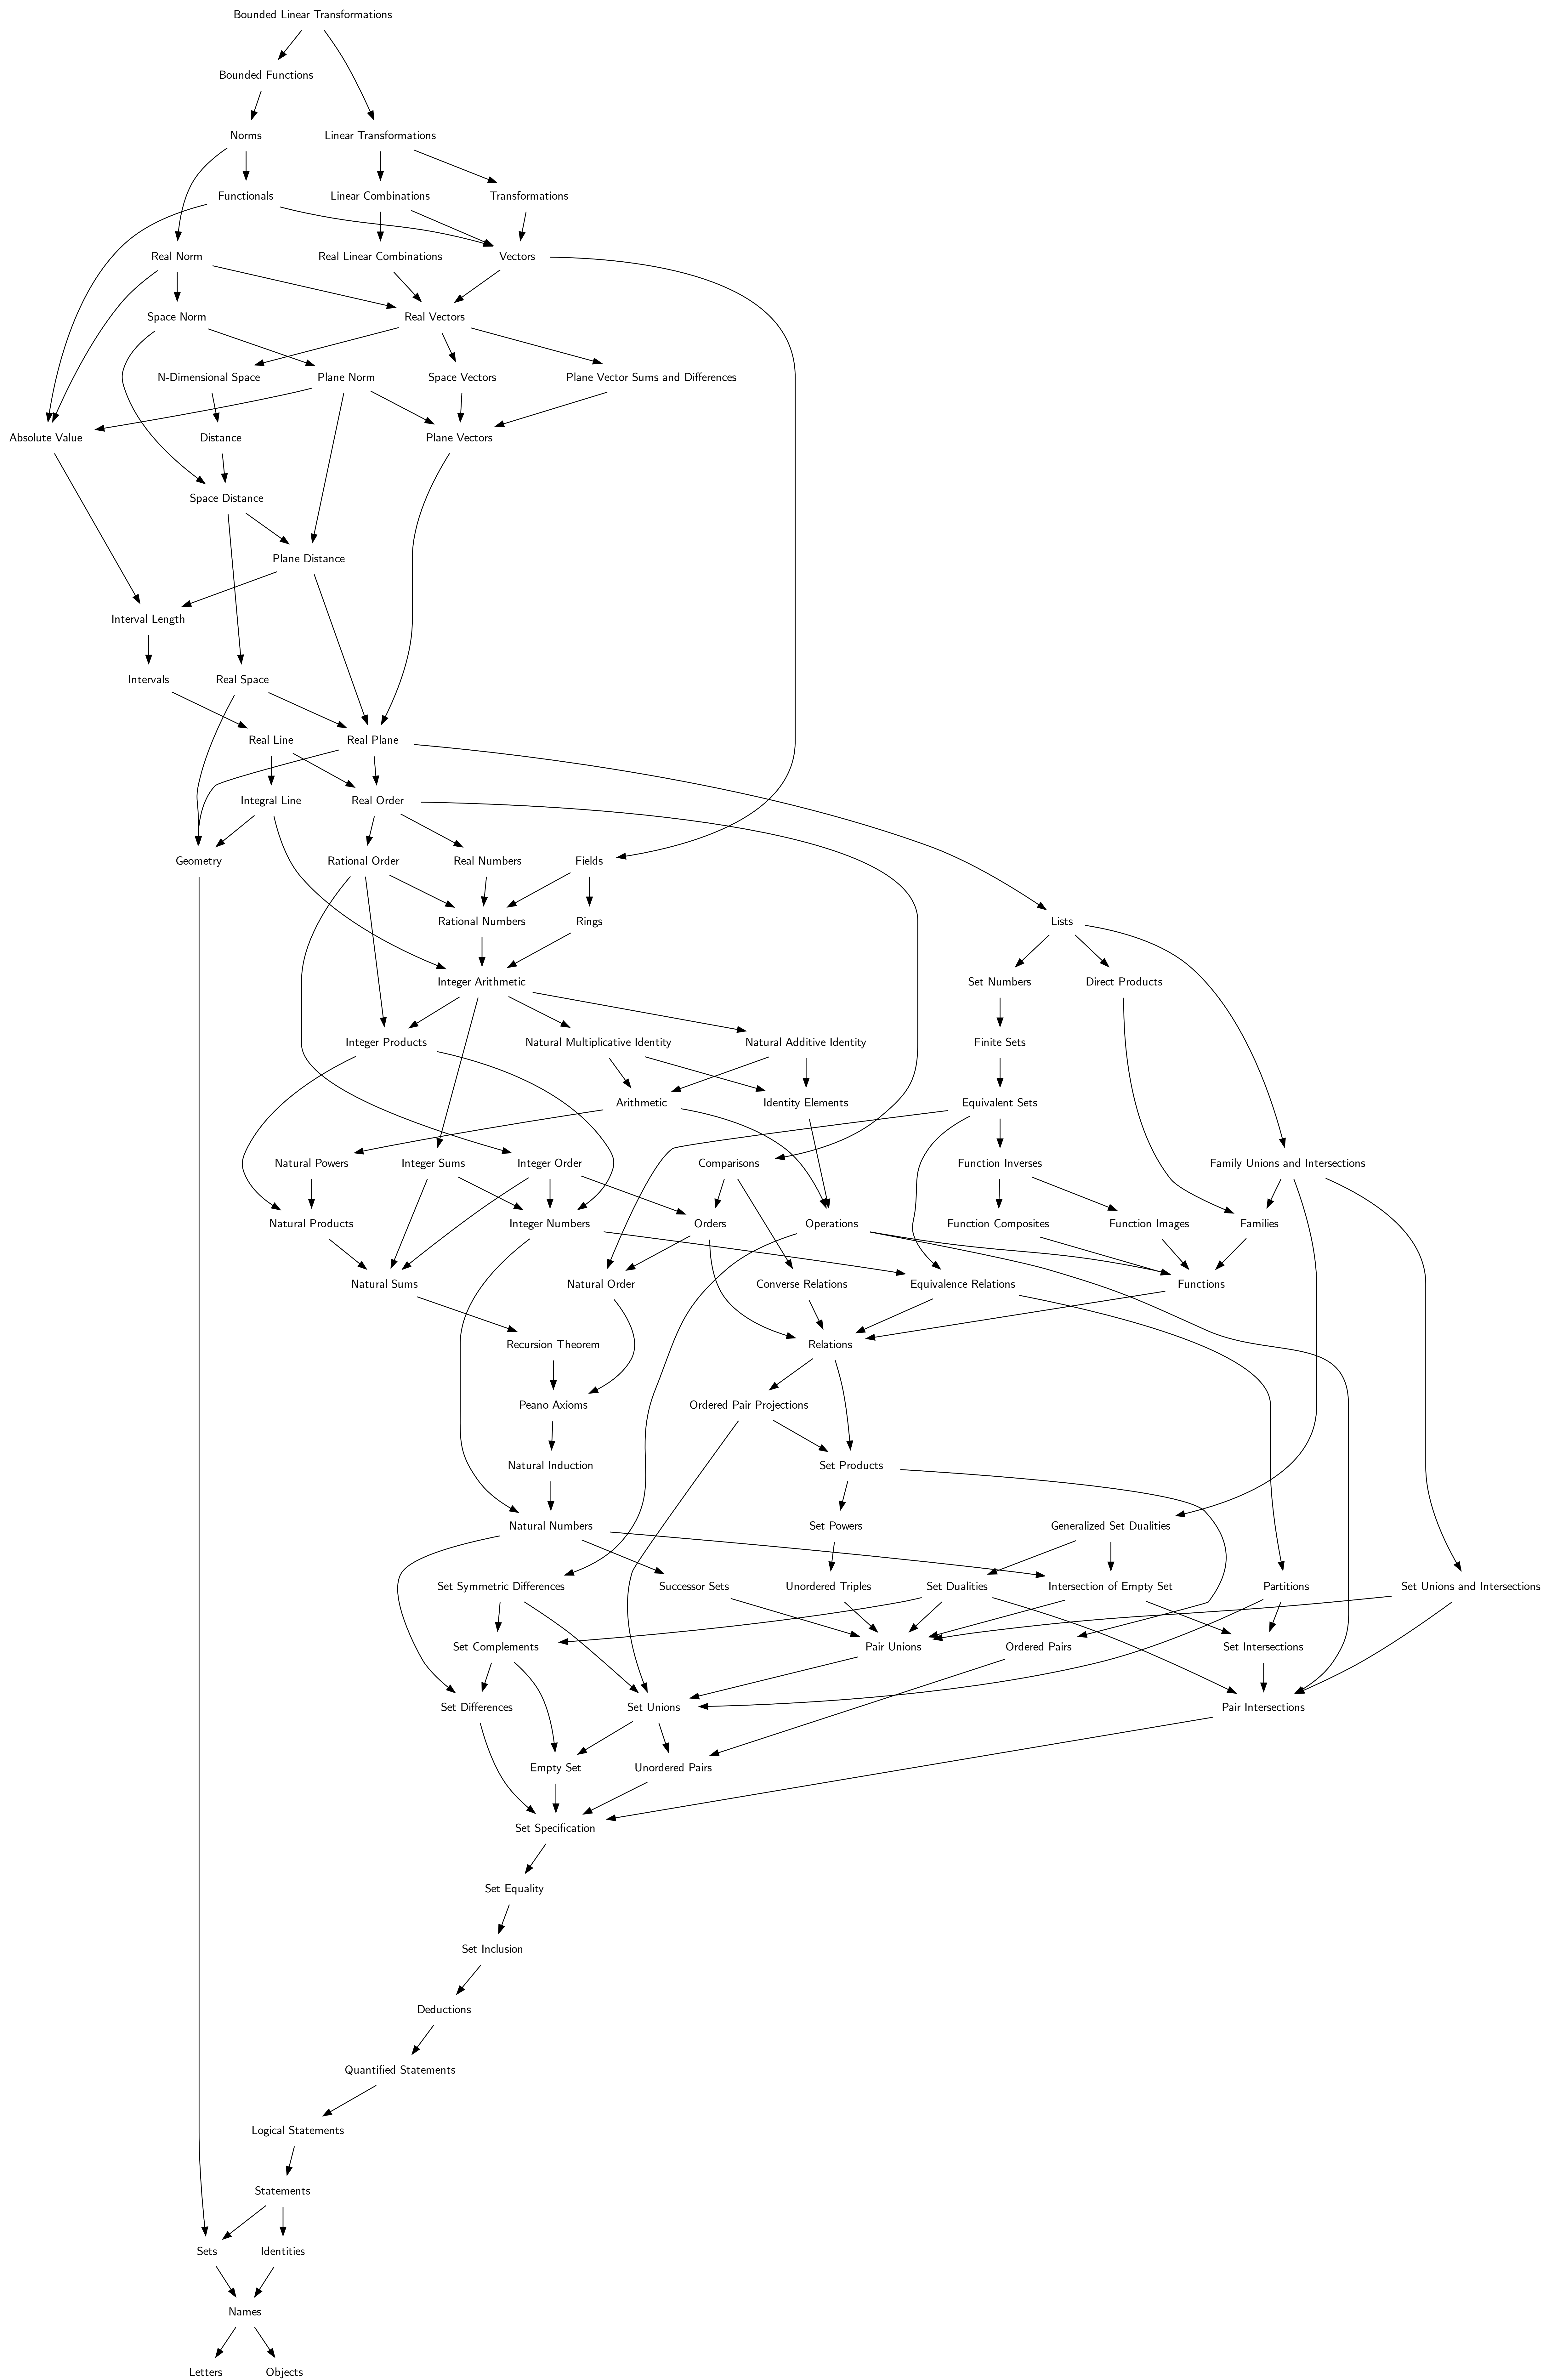 Bounded Linear Transformations
Bounded Functions
Norms
Linear Transformations
Functionals
Linear Combinations
Transformations
Real Norm
Real Linear Combinations
Vectors
Space Norm
Real Vectors
N-Dimensional Space
Plane Norm
Space Vectors
Plane Vector Sums and Differences
Absolute Value
Distance
Plane Vectors
Space Distance
Plane Distance
Interval Length
Intervals
Real Space
Real Line
Real Plane
Integral Line
Real Order
Geometry
Rational Order
Real Numbers
Fields
Rational Numbers
Rings
Lists
Integer Arithmetic
Set Numbers
Direct Products
Integer Products
Natural Multiplicative Identity
Natural Additive Identity
Finite Sets
Arithmetic
Identity Elements
Equivalent Sets
Natural Powers
Integer Sums
Integer Order
Comparisons
Function Inverses
Family Unions and Intersections
Natural Products
Integer Numbers
Orders
Operations
Function Composites
Function Images
Families
Natural Sums
Natural Order
Converse Relations
Equivalence Relations
Functions
Recursion Theorem
Relations
Peano Axioms
Ordered Pair Projections
Natural Induction
Set Products
Natural Numbers
Set Powers
Generalized Set Dualities
Set Symmetric Differences
Successor Sets
Unordered Triples
Set Dualities
Intersection of Empty Set
Partitions
Set Unions and Intersections
Set Complements
Pair Unions
Ordered Pairs
Set Intersections
Set Differences
Set Unions
Pair Intersections
Empty Set
Unordered Pairs
Set Specification
Set Equality
Set Inclusion
Deductions
Quantified Statements
Logical Statements
Statements
Sets
Identities
Names
Letters
Objects